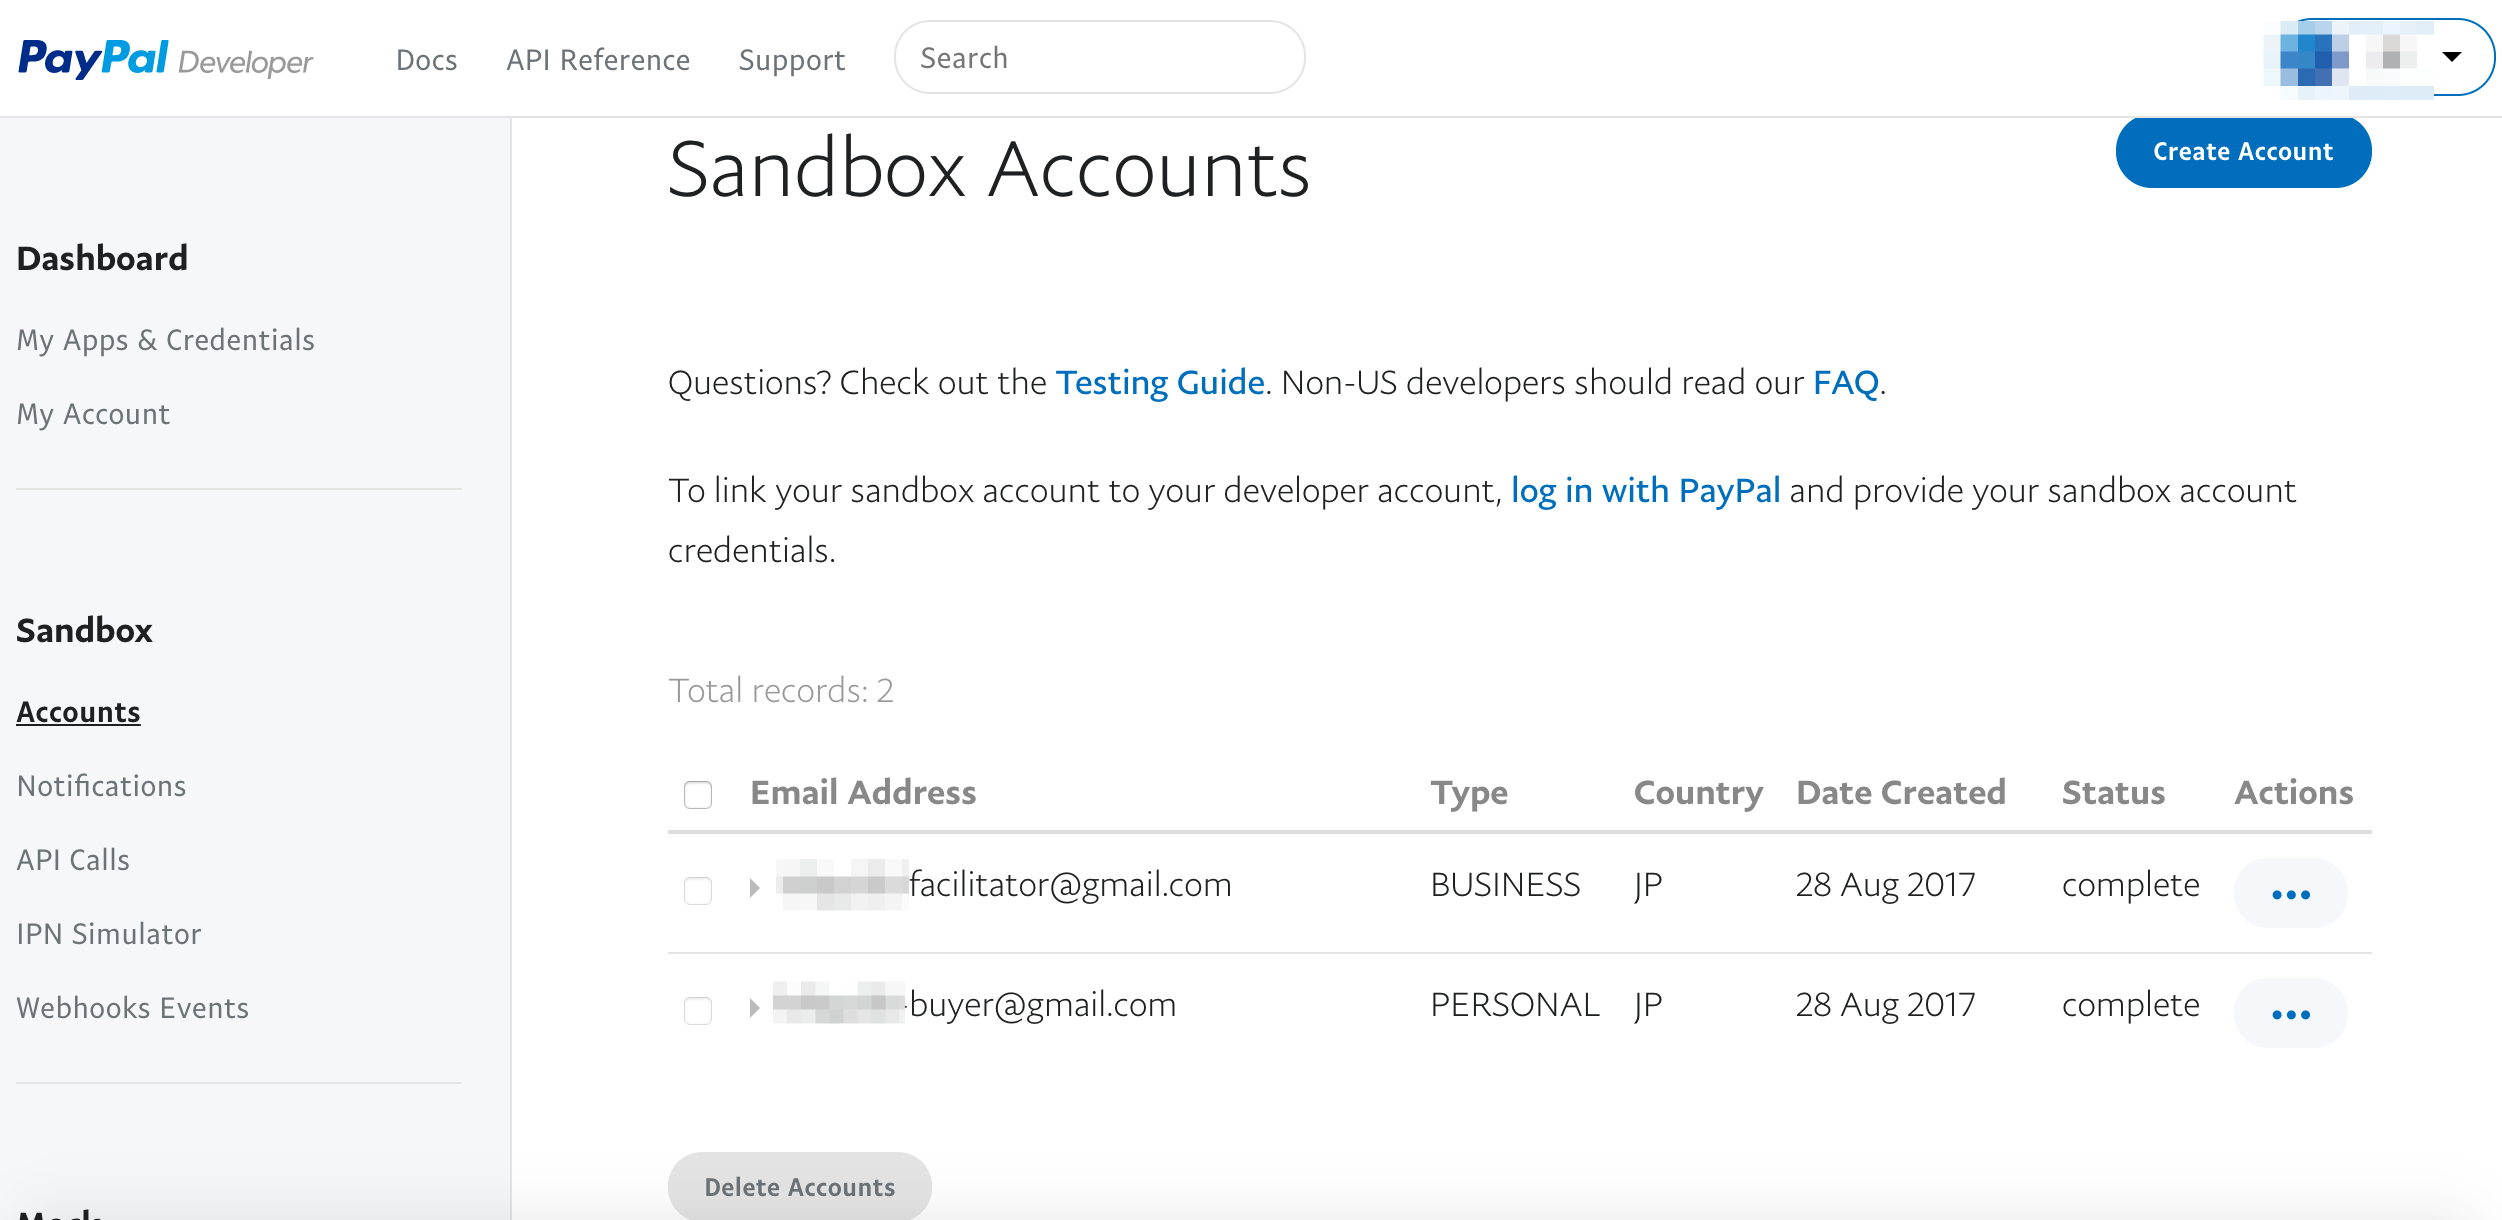 PayPal Developer
Docs
API Reference
Support
Search
Sandbox Accounts
Create Account
Dashboard
My Apps & Credentials
My Account
Questions? Check out the Testing Guide. Non-US developers should read our FAQ.
To link your sandbox account to your developer account, log in with PayPal and provide your sandbox account
credentials.
Sandbox
Accounts
Notifications
API Calls
IPN Simulator
Webhooks Events
Total records: 2
Email Address Type Country Date Created Status Actions
facilitator@gmail.com BUSINESS JP 28 Aug 2017 complete
-buyer@gmail.com PERSONAL JP 28 Aug 2017 complete
Delete Accounts